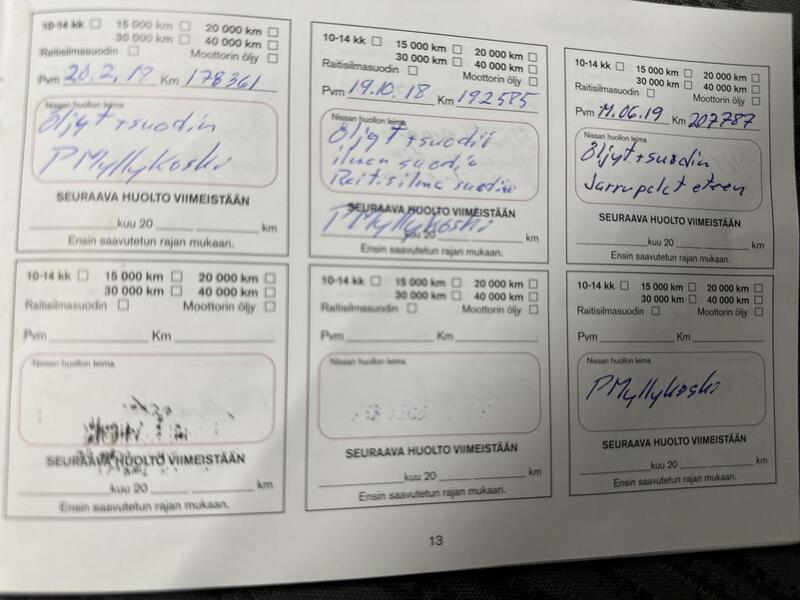 10-14 kk 15 000 km 20 000 km
30 000 km 40 000 km
Raitisilmasuodin Moottorin öljy
Pvm 20.2.19 Km 178361
Nissan huollon leima
Öljyt + suodin
PMyllykoski
SEURAAVA HUOLTO VIIMEISTÄÄN
kuu 20 km
Ensin saavutetun rajan mukaan.
10-14 kk 15 000 km 20 000 km
30 000 km 40 000 km
Raitisilmasuodin Moottorin öljy
Pvm 19.10.18 Km 192585
Nissan huollon leima
Öljyt + suodin
ilman suodin
Raitisilma suodin
SEURAAVA HUOLTO VIIMEISTÄÄN
PMyllykoski
kuu 20 km
Ensin saavutetun rajan mukaan.
10-14 kk 15 000 km 20 000 km
30 000 km 40 000 km
Raitisilmasuodin Moottorin öljy
Pvm 11.06.19 Km 207787
Nissan huollon leima
Öljyt + suodin
Jarrupalat eteen
SEURAAVA HUOLTO VIIMEISTÄÄN
kuu 20 km
Ensin saavutetun rajan mukaan.
10-14 kk 15 000 km 20 000 km
30 000 km 40 000 km
Raitisilmasuodin Moottorin öljy
Pvm Km
Nissan huollon leima
SEURAAVA HUOLTO VIIMEISTÄÄN
kuu 20 km
Ensin saavutetun rajan mukaan.
10-14 kk 15 000 km 20 000 km
30 000 km 40 000 km
Raitisilmasuodin Moottorin öljy
Pvm Km
Nissan huollon leima
SEURAAVA HUOLTO VIIMEISTÄÄN
kuu 20 km
Ensin saavutetun rajan mukaan.
10-14 kk 15 000 km 20 000 km
30 000 km 40 000 km
Raitisilmasuodin Moottorin öljy
Pvm Km
Nissan huollon leima
PMyllykoski
SEURAAVA HUOLTO VIIMEISTÄÄN
kuu 20 km
Ensin saavutetun rajan mukaan.
13